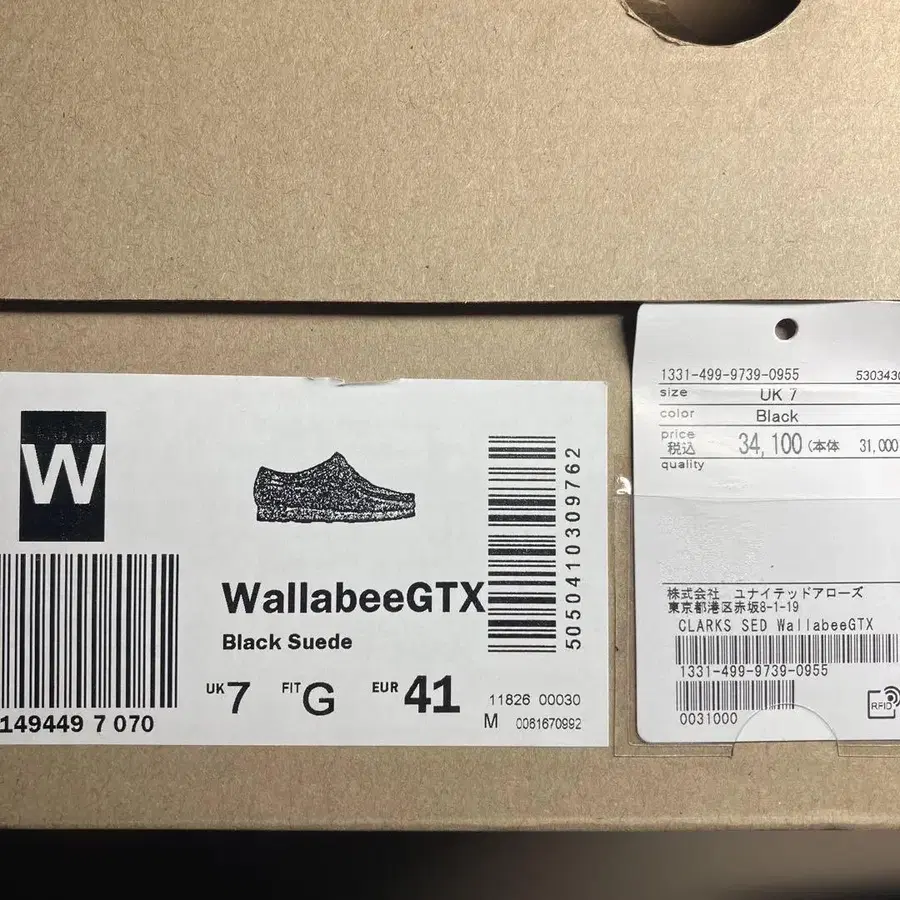 W
WallabeeGTX
Black Suede
UK 7 FIT G EUR 41
149449 7 070
5050410309762
11826 00030
M 0061670992
1331-499-9739-0955
size UK 7
color Black
price
税込 34,100 (本体 31,000
quality
株式会社 ユナイテッドアローズ
東京都港区赤坂8-1-19
CLARKS SED WallabeeGTX
1331-499-9739-0955
0031000
RFID